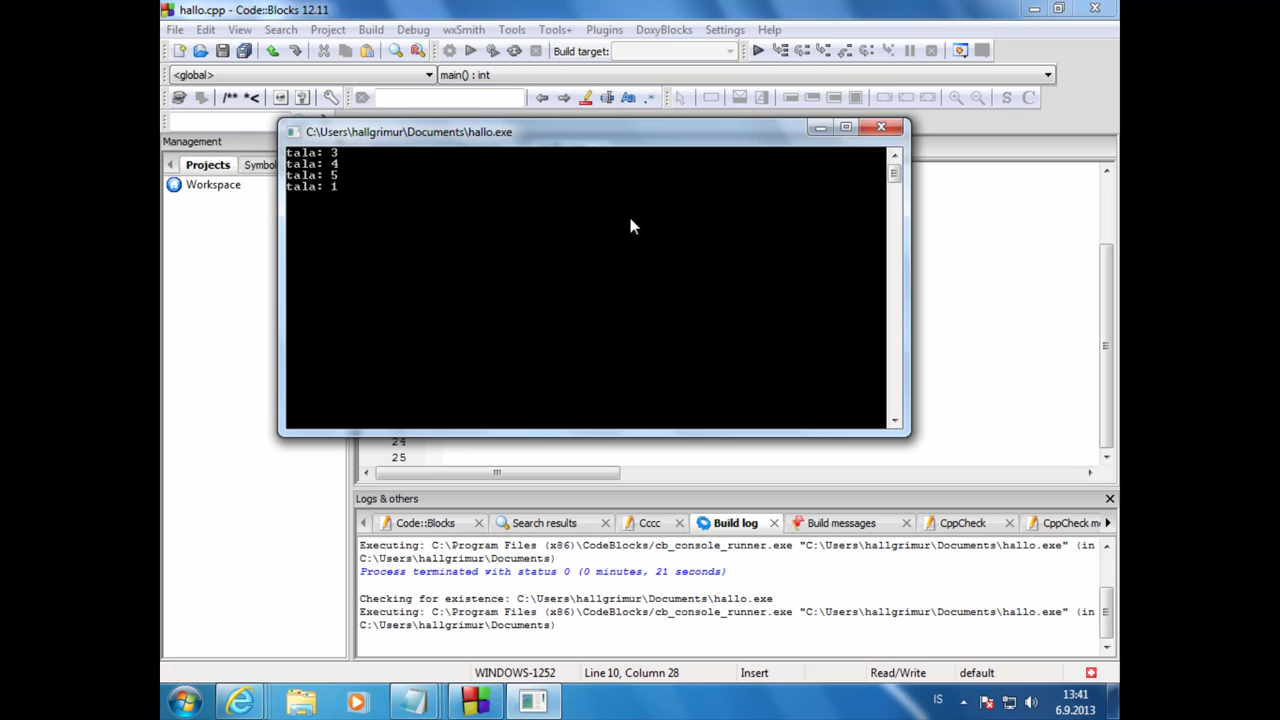 hallo.cpp - Code::Blocks 12.11
File Edit View Search Project Build Debug wxSmith Tools Tools+ Plugins DoxyBlocks Settings Help
Build target:
<global> main() : int
/** *<
Management
C:\Users\hallgrimur\Documents\hallo.exe
Projects Symbo
Workspace
tala: 3
tala: 4
tala: 5
tala: 1
24
25
Logs & others
Code::Blocks Search results Cccc Build log Build messages CppCheck CppCheck me
Executing: C:\Program Files (x86)\CodeBlocks/cb_console_runner.exe "C:\Users\hallgrimur\Documents\hallo.exe" (in
C:\Users\hallgrimur\Documents)
Process terminated with status 0 (0 minutes, 21 seconds)
Checking for existence: C:\Users\hallgrimur\Documents\hallo.exe
Executing: C:\Program Files (x86)\CodeBlocks/cb_console_runner.exe "C:\Users\hallgrimur\Documents\hallo.exe" (in
C:\Users\hallgrimur\Documents)
WINDOWS-1252 Line 10, Column 28 Insert Read/Write default
IS 13:41
6.9.2013